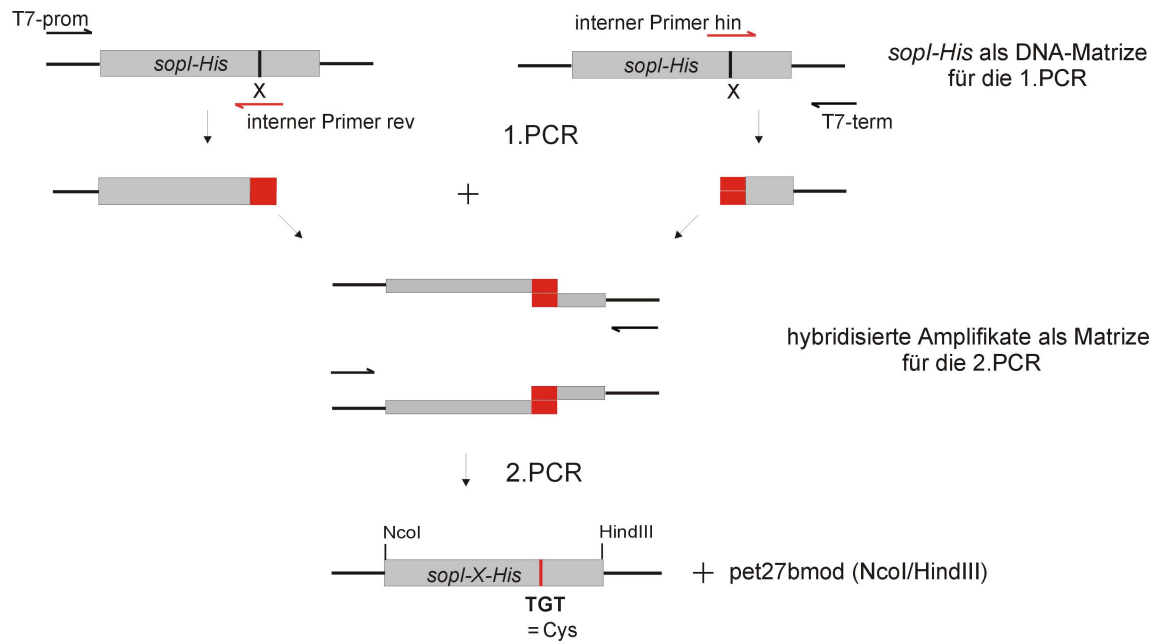 T7-prom
interner Primer hin
sopI-His
sopI-His
sopI-His als DNA-Matrize
für die 1.PCR
X
X
interner Primer rev
T7-term
1.PCR
+
hybridisierte Amplifikate als Matrize
für die 2.PCR
2.PCR
NcoI
HindIII
sopI-X-His
+ pet27bmod (NcoI/HindIII)
TGT
= Cys